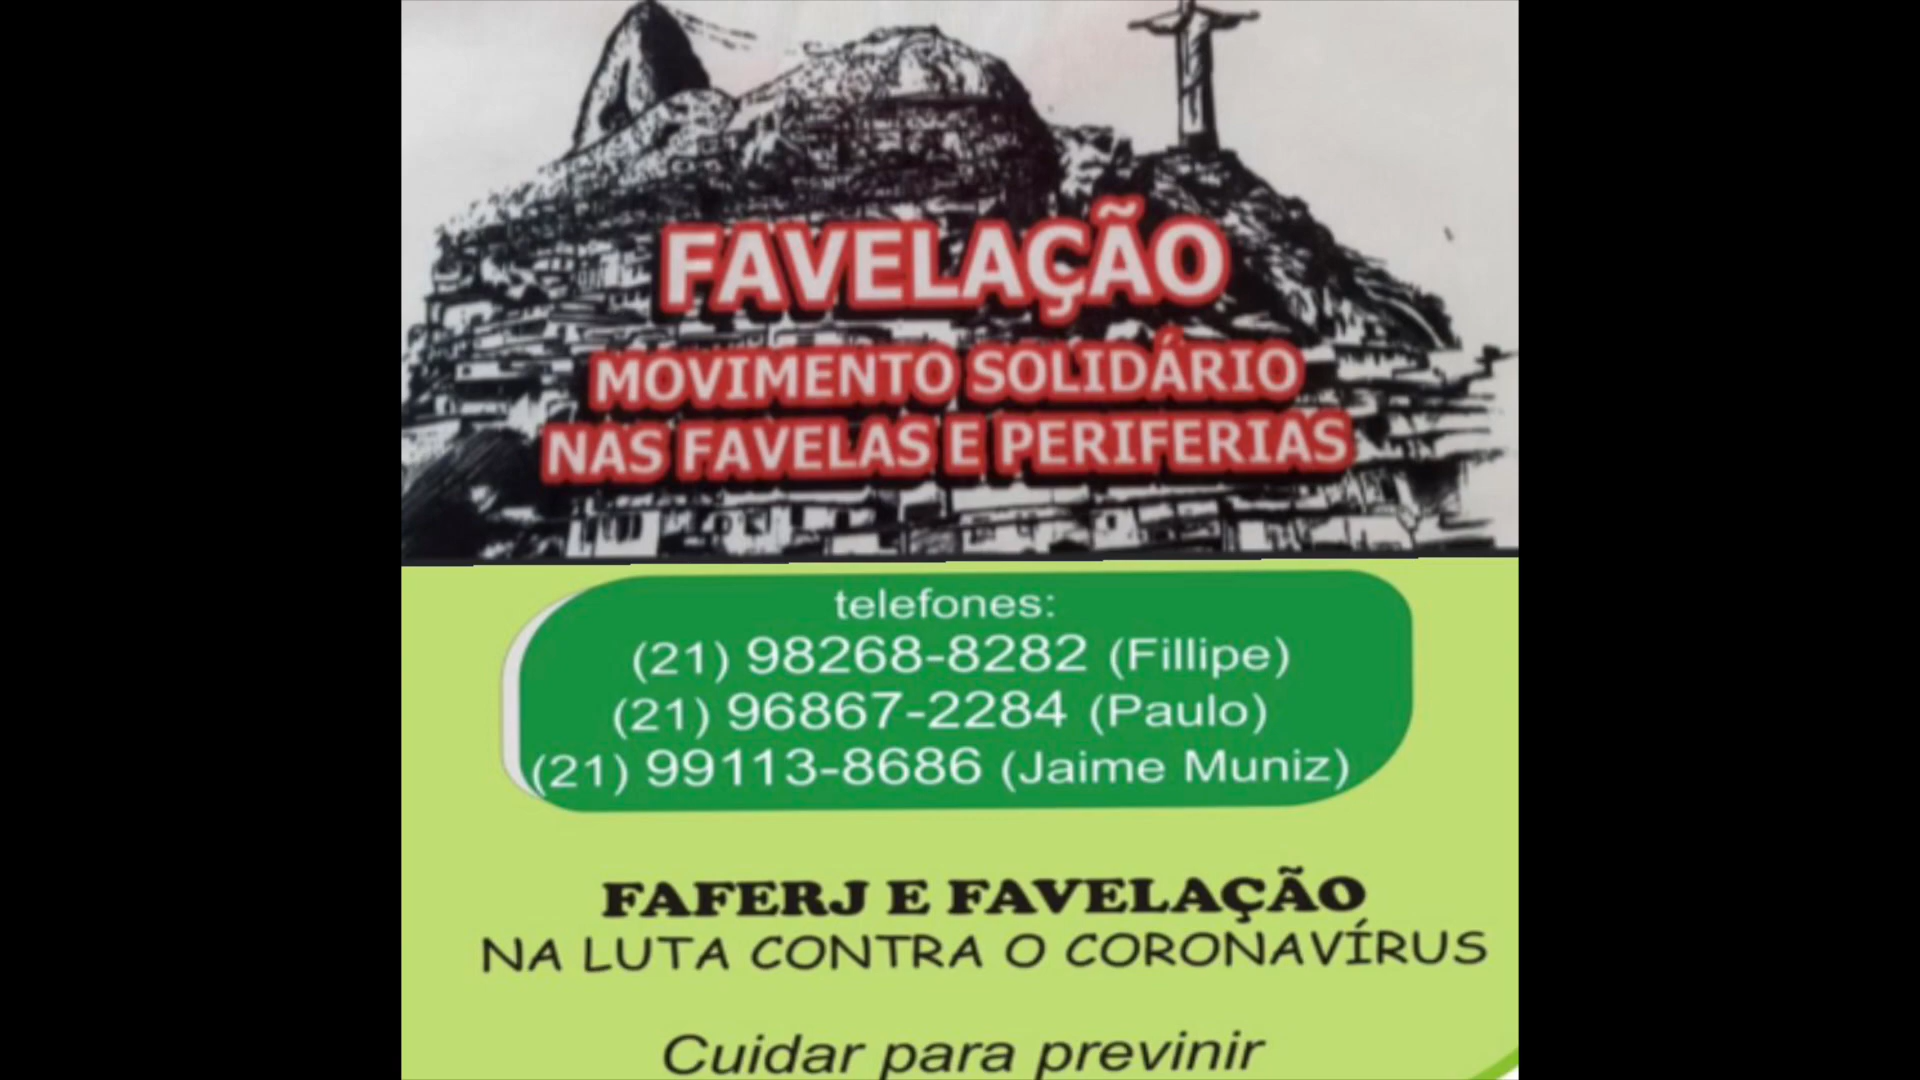 FAVELAÇÃO
MOVIMENTO SOLIDÁRIO
NAS FAVELAS E PERIFERIAS
telefones:
(21) 98268-8282 (Fillipe)
(21) 96867-2284 (Paulo)
(21) 99113-8686 (Jaime Muniz)
FAFERJ E FAVELAÇÃO
NA LUTA CONTRA O CORONAVÍRUS
Cuidar para previnir